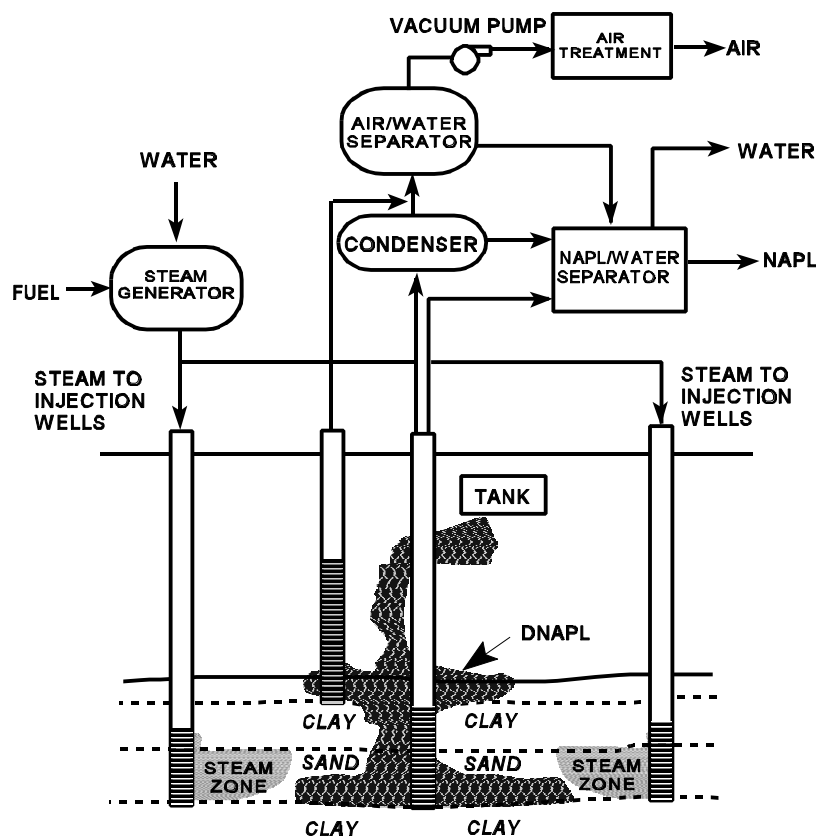 VACUUM PUMP
AIR
TREATMENT
AIR
AIR/WATER
SEPARATOR
WATER
WATER
CONDENSER
NAPL/WATER
SEPARATOR
NAPL
STEAM
GENERATOR
FUEL
STEAM TO
INJECTION
WELLS
STEAM TO
INJECTION
WELLS
TANK
DNAPL
CLAY
CLAY
SAND
SAND
STEAM
ZONE
STEAM
ZONE
CLAY
CLAY